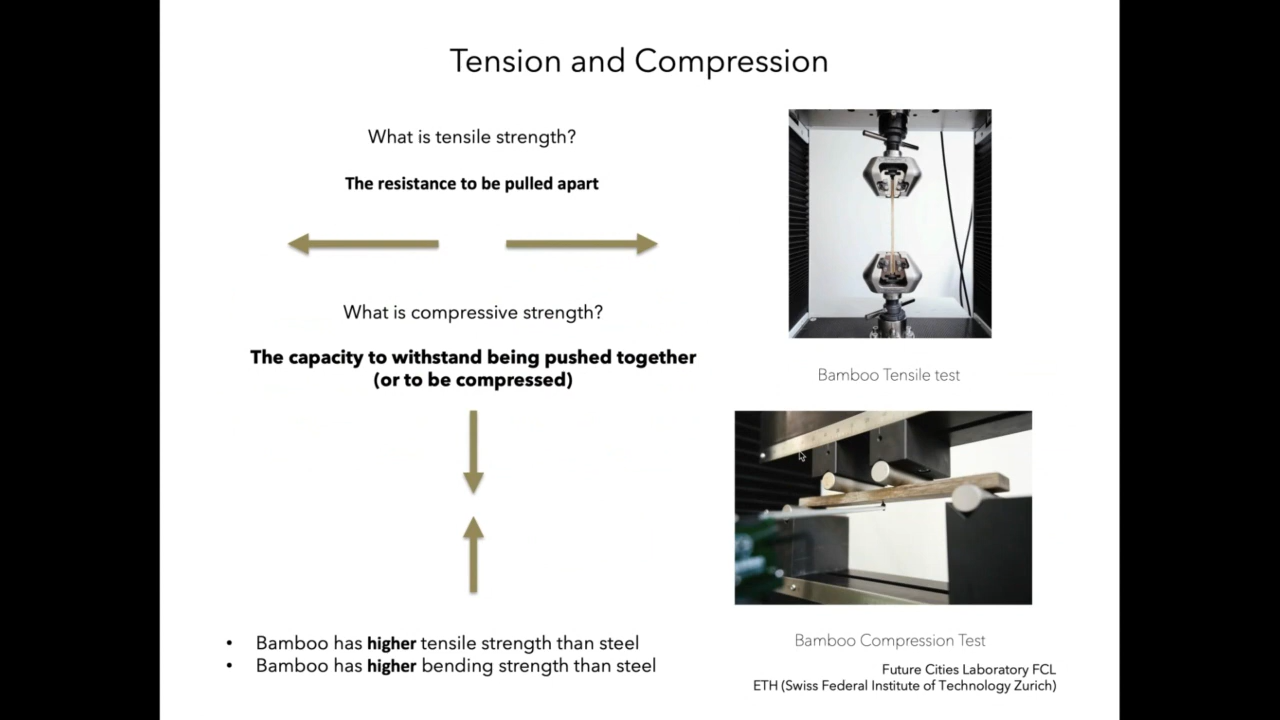 Tension and Compression
What is tensile strength?
The resistance to be pulled apart
What is compressive strength?
The capacity to withstand being pushed together
(or to be compressed)
• Bamboo has higher tensile strength than steel
• Bamboo has higher bending strength than steel
Bamboo Tensile test
Bamboo Compression Test
Future Cities Laboratory FCL
ETH (Swiss Federal Institute of Technology Zurich)